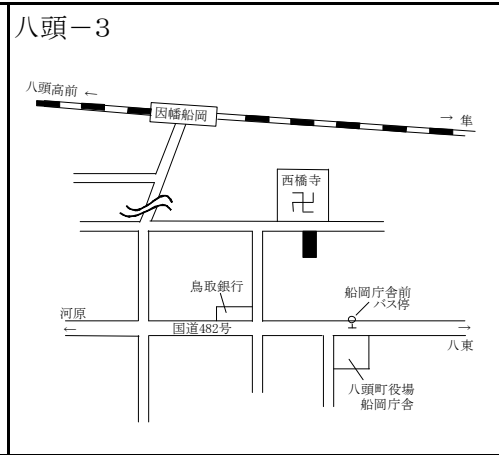 八頭－3
八頭高前 ←
因幡船岡
→ 隼
西橋寺
卍
鳥取銀行
船岡庁舎前
バス停
河原
←
国道482号
→
八東
八頭町役場
船岡庁舎